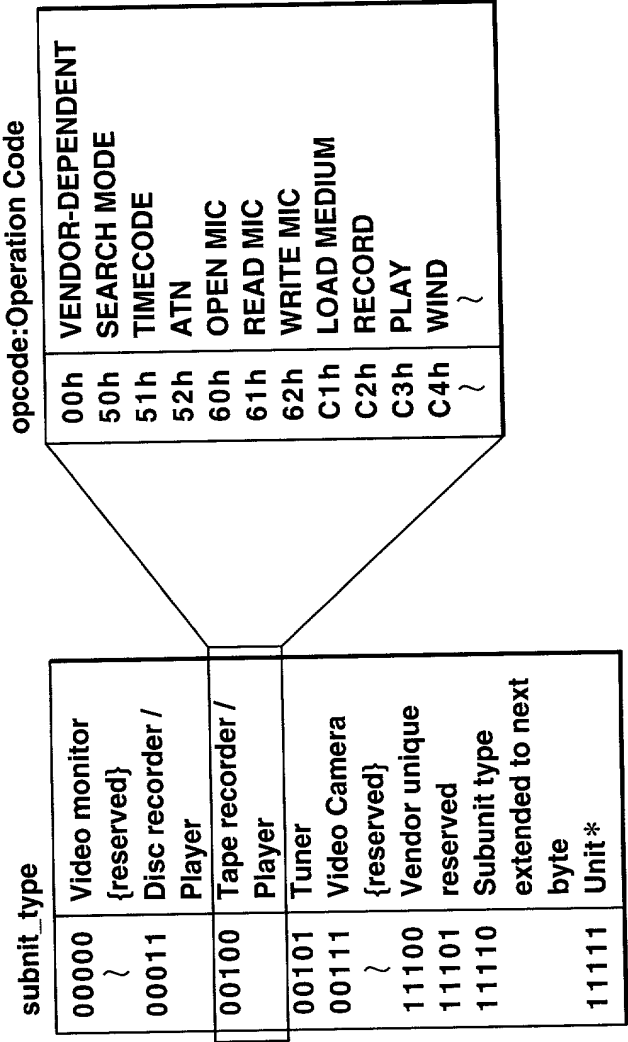 subnit_type
00000 Video monitor
～ {reserved}
00011 Disc recorder /
Player
00100 Tape recorder /
Player
00101 Tuner
00111 Video Camera
～ {reserved}
11100 Vendor unique
11101 reserved
11110 Subunit type
extended to next
byte
11111 Unit*
opcode:Operation Code
00h VENDOR-DEPENDENT
50h SEARCH MODE
51h TIMECODE
52h ATN
60h OPEN MIC
61h READ MIC
62h WRITE MIC
C1h LOAD MEDIUM
C2h RECORD
C3h PLAY
C4h WIND
～ ～